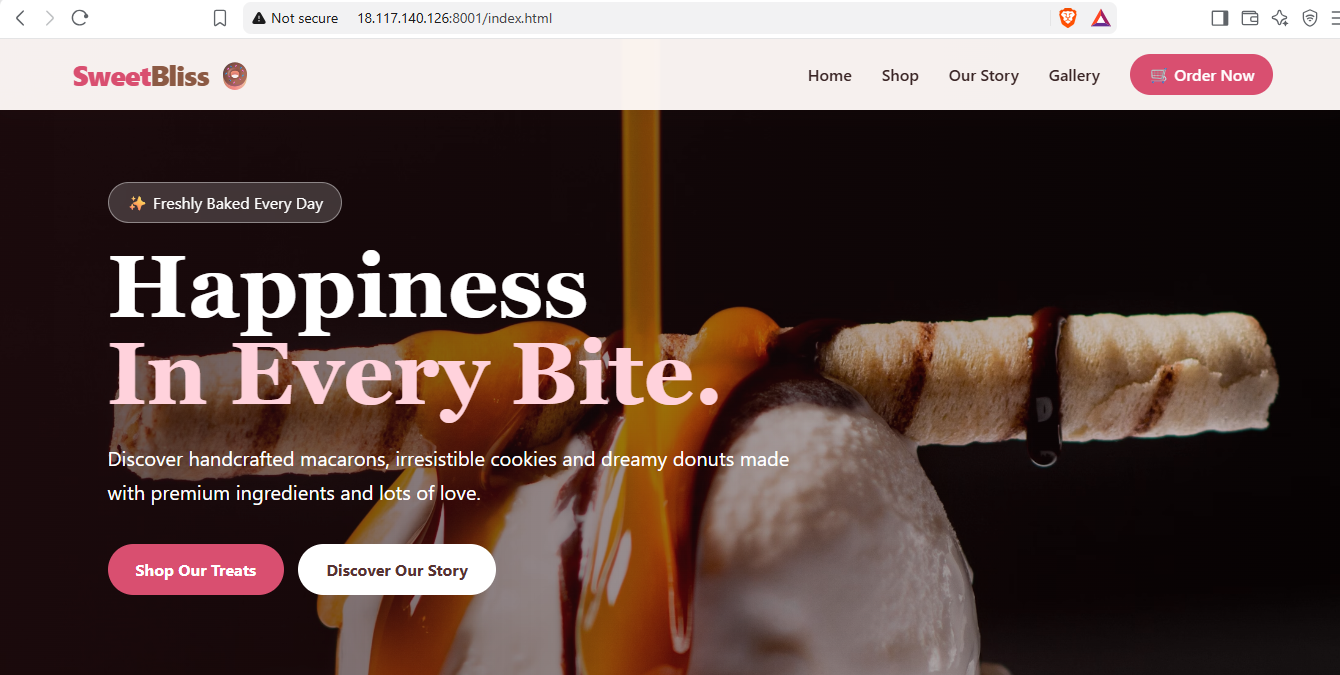 Not secure 18.117.140.126:8001/index.html
SweetBliss
Home Shop Our Story Gallery Order Now
Freshly Baked Every Day
Happiness
In Every Bite.
Discover handcrafted macarons, irresistible cookies and dreamy donuts made
with premium ingredients and lots of love.
Shop Our Treats Discover Our Story